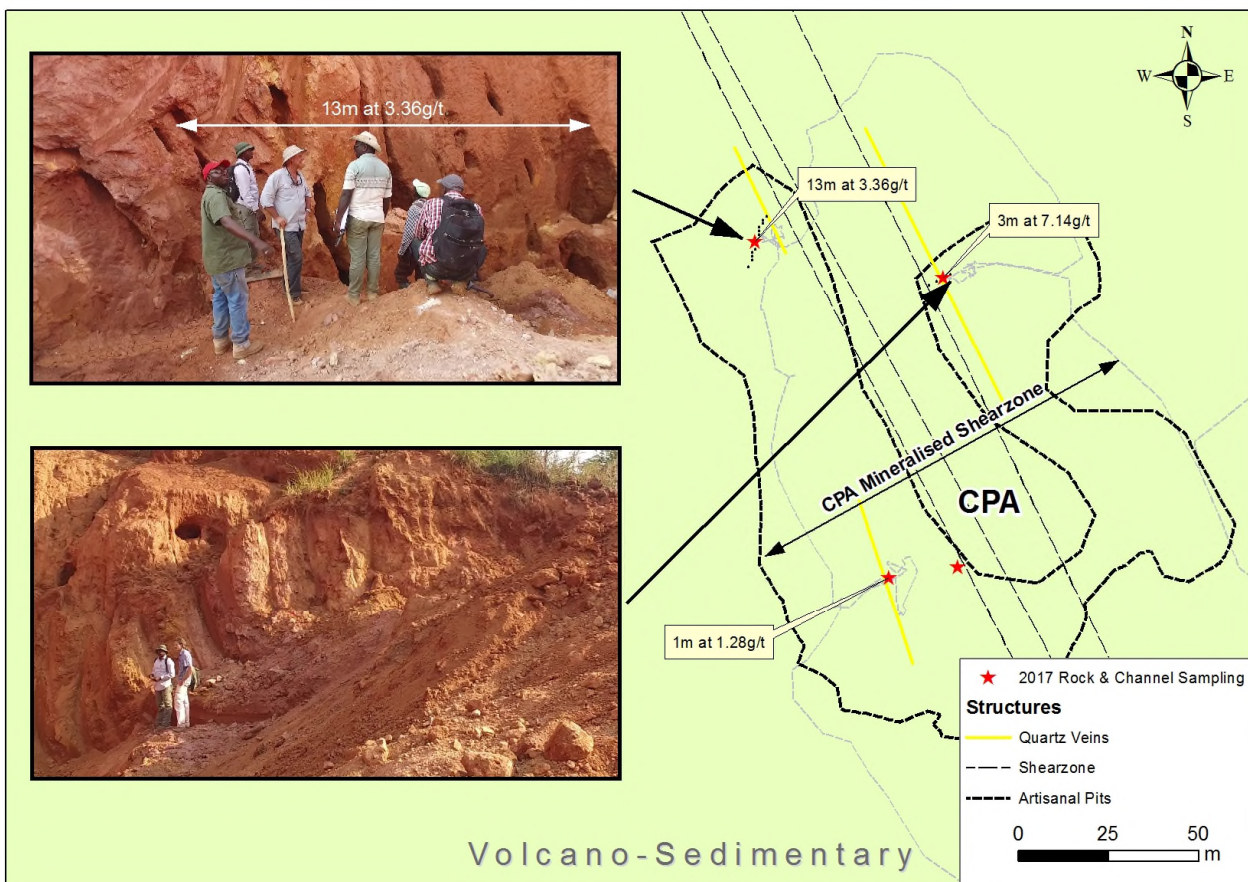 13m at 3.36g/t
N
W
E
S
13m at 3.36g/t
3m at 7.14g/t
CPA Mineralised Shearzone
CPA
1m at 1.28g/t
2017 Rock & Channel Sampling
Structures
Quartz Veins
Shearzone
Artisanal Pits
0 25 50
m
Volcano-Sedimentary